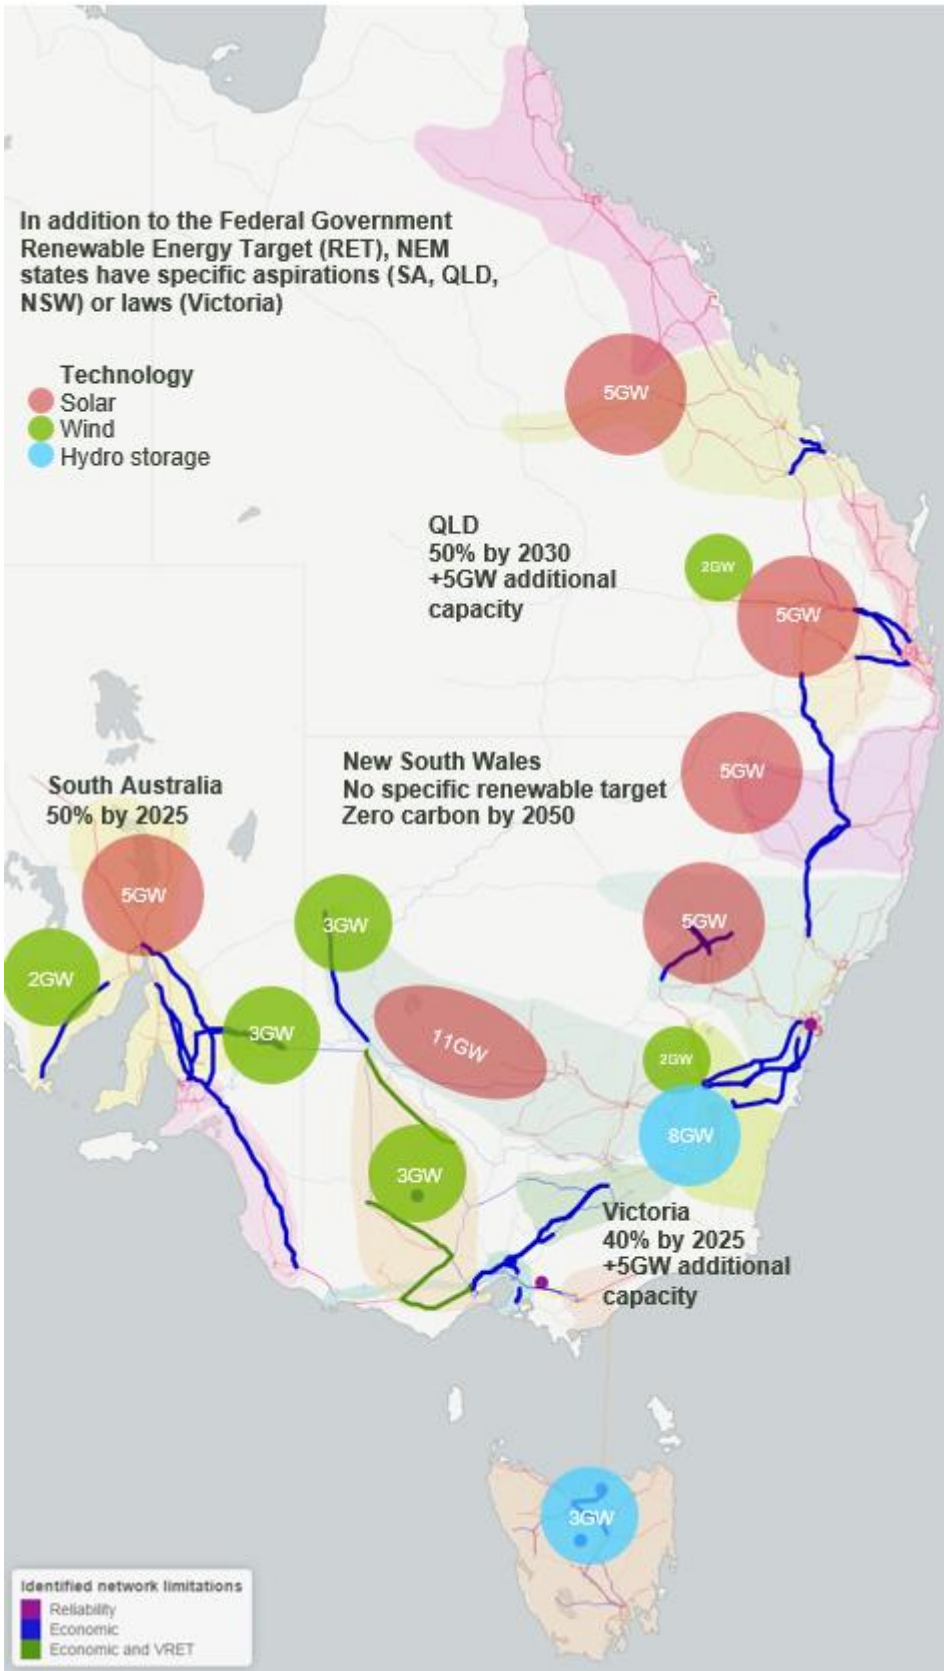 In addition to the Federal Government
Renewable Energy Target (RET), NEM
states have specific aspirations (SA, QLD,
NSW) or laws (Victoria)
Technology
Solar
Wind
Hydro storage
5GW
QLD
50% by 2030
+5GW additional
capacity
2GW
5GW
New South Wales
No specific renewable target
Zero carbon by 2050
5GW
South Australia
50% by 2025
5GW
3GW
5GW
2GW
3GW
11GW
2GW
8GW
3GW
Victoria
40% by 2025
+5GW additional
capacity
3GW
Identified network limitations
Reliability
Economic
Economic and VRET